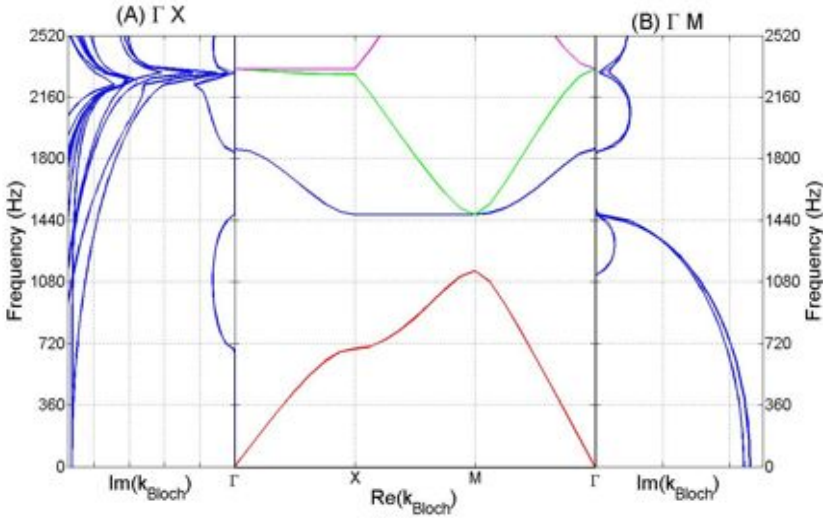 (A) Γ X
(B) Γ M
2520
2160
1800
1440
1080
720
360
0
Frequency (Hz)
2520
2160
1800
1440
1080
720
360
0
Frequency (Hz)
Γ
X
M
Γ
Im(k_Bloch)
Re(k_Bloch)
Im(k_Bloch)